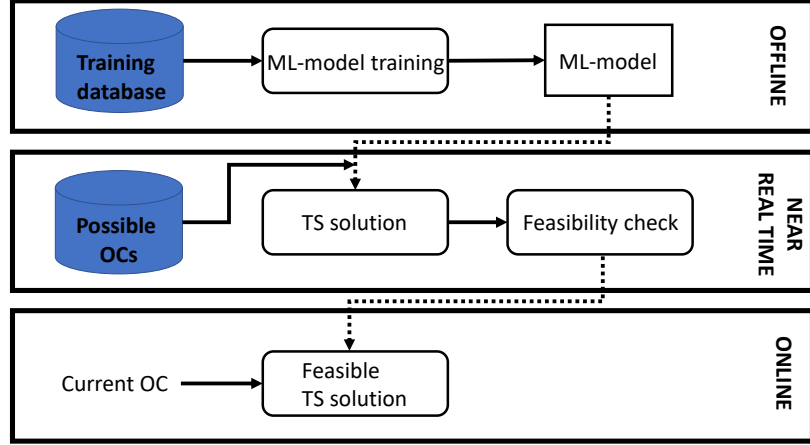 Training
database
ML-model training
ML-model
OFFLINE
Possible
OCs
TS solution
Feasibility check
NEAR
REAL TIME
Current OC
Feasible
TS solution
ONLINE